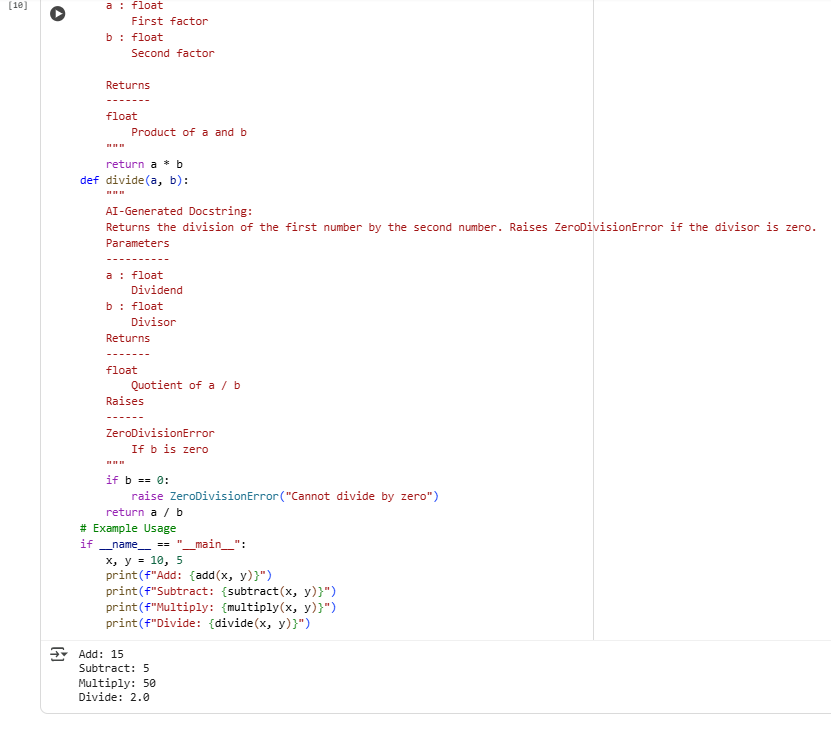 [10]
a : float
First factor
b : float
Second factor
Returns
-------
float
Product of a and b
"""
return a * b
def divide(a, b):
"""
AI-Generated Docstring:
Returns the division of the first number by the second number. Raises ZeroDivisionError if the divisor is zero.
Parameters
----------
a : float
Dividend
b : float
Divisor
Returns
-------
float
Quotient of a / b
Raises
------
ZeroDivisionError
If b is zero
"""
if b == 0:
raise ZeroDivisionError("Cannot divide by zero")
return a / b
# Example Usage
if __name__ == "__main__":
x, y = 10, 5
print(f"Add: {add(x, y)}")
print(f"Subtract: {subtract(x, y)}")
print(f"Multiply: {multiply(x, y)}")
print(f"Divide: {divide(x, y)}")
Add: 15
Subtract: 5
Multiply: 50
Divide: 2.0